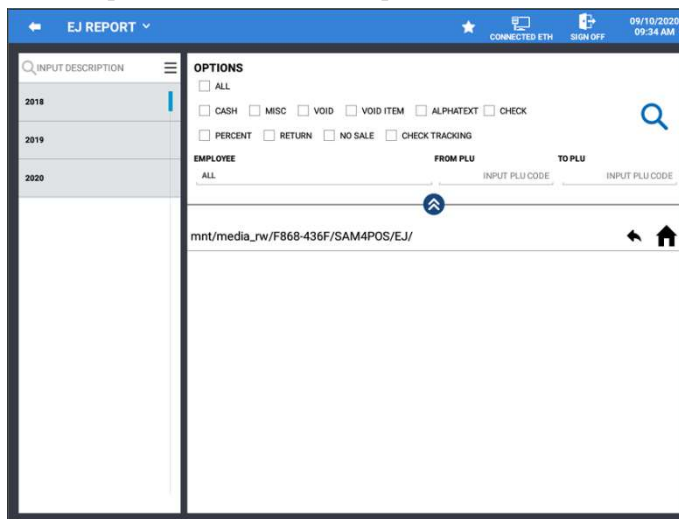 EJ REPORT
CONNECTED ETH
SIGN OFF
09/10/2020
09:34 AM
INPUT DESCRIPTION
2018
2019
2020
OPTIONS
ALL
CASH MISC VOID VOID ITEM ALPHATEXT CHECK
PERCENT RETURN NO SALE CHECK TRACKING
EMPLOYEE FROM PLU TO PLU
ALL INPUT PLU CODE INPUT PLU CODE
mnt/media_rw/F868-436F/SAM4POS/EJ/